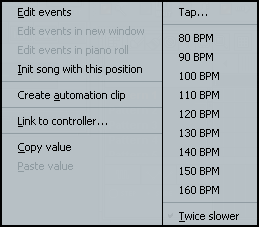 Edit events
Edit events in new window
Edit events in piano roll
Init song with this position
Create automation clip
Link to controller...
Copy value
Paste value
Tap...
80 BPM
90 BPM
100 BPM
110 BPM
120 BPM
130 BPM
140 BPM
150 BPM
160 BPM
Twice slower